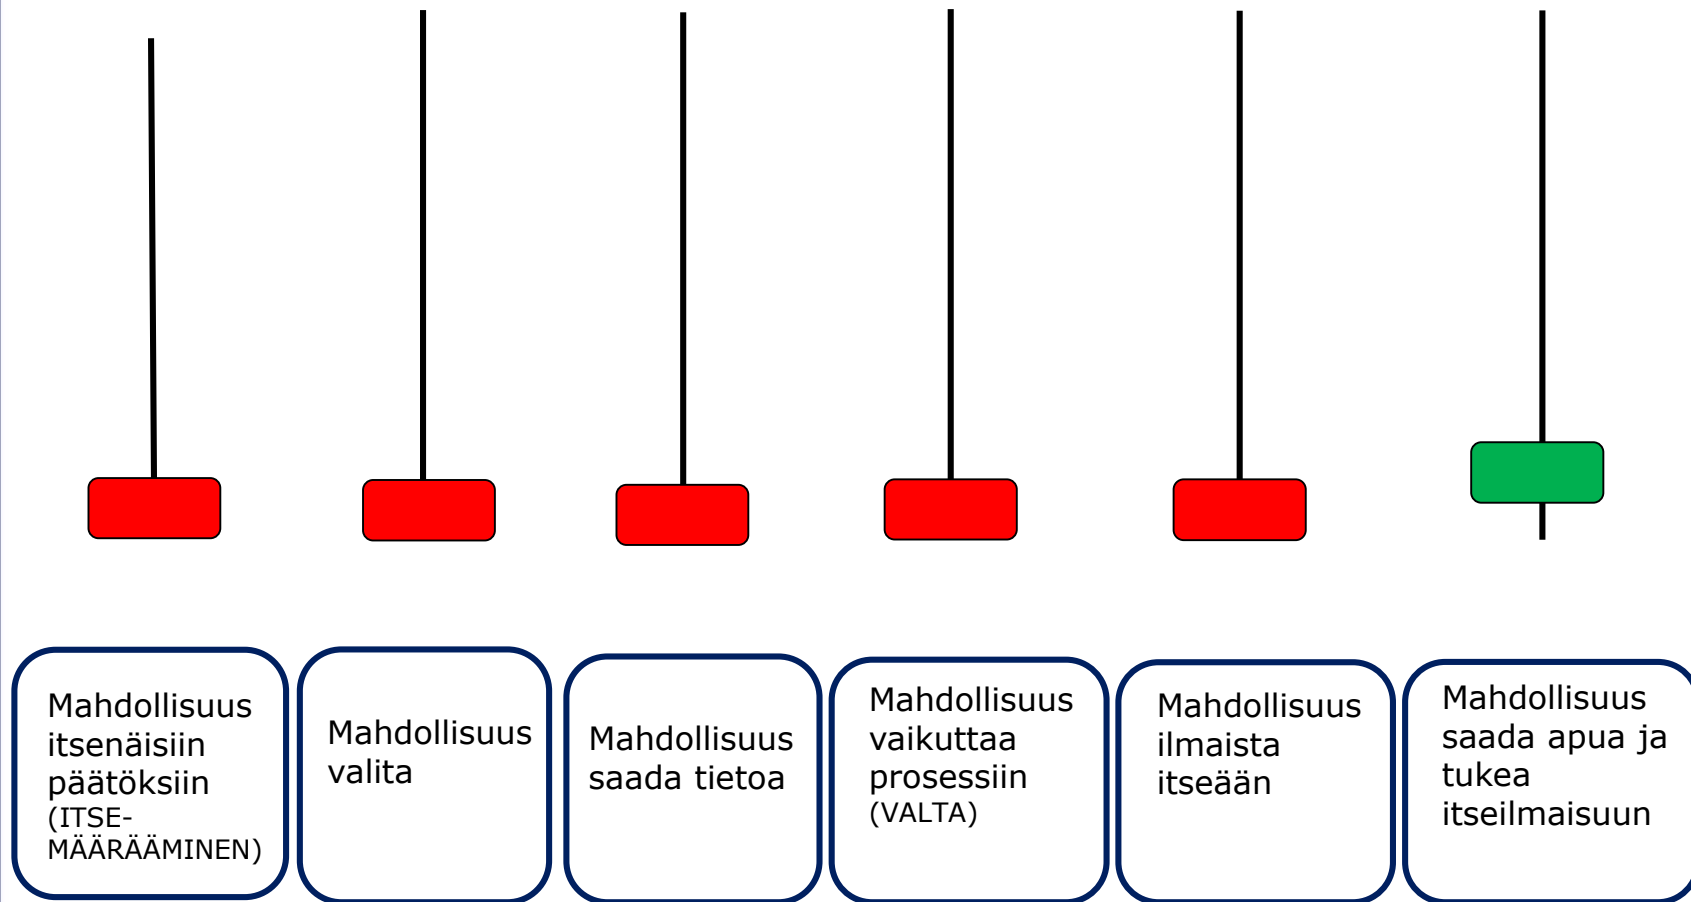 Mahdollisuus
itsenäisiin
päätöksiin
(ITSE-
MÄÄRÄÄMINEN)
Mahdollisuus
valita
Mahdollisuus
saada tietoa
Mahdollisuus
vaikuttaa
prosessiin
(VALTA)
Mahdollisuus
ilmaista
itseään
Mahdollisuus
saada apua ja
tukea
itseilmaisuun